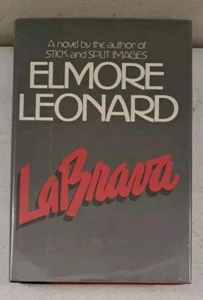 A novel by the author of
STICK and SPLIT IMAGES
ELMORE
LEONARD
LaBrava